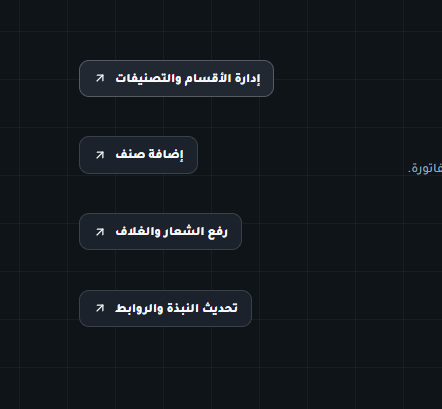 إدارة الأقسام والتصنيفات
إضافة صنف
فاتورة.
رفع الشعار والغلاف
تحديث النبذة والروابط